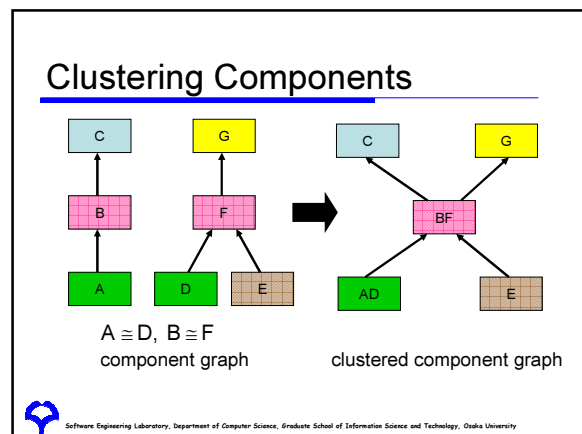 Clustering Components
C
G
C
G
B
F
BF
A
D
E
AD
E
A ≅ D, B ≅ F
component graph
clustered component graph
Software Engineering Laboratory, Department of Computer Science, Graduate School of Information Science and Technology, Osaka University